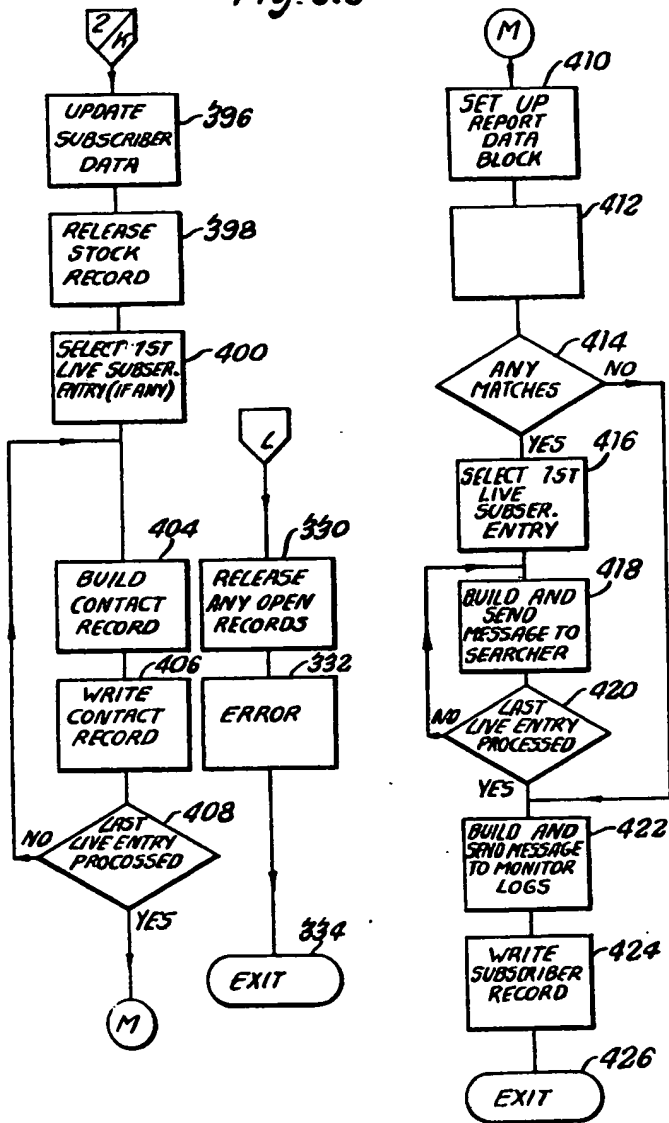 2/K
UPDATE
SUBSCRIBER
DATA
396
RELEASE
STOCK
RECORD
398
SELECT 1ST
LIVE SUBSER.
ENTRY (IF ANY)
400
404
BUILD
CONTACT
RECORD
406
WRITE
CONTACT
RECORD
408
LAST
LIVE ENTRY
PROCOSSED
NO
YES
M
L
330
RELEASE
ANY OPEN
RECORDS
332
ERROR
334
EXIT
M
410
SET UP
REPORT
DATA
BLOCK
412
414
ANY
MATCHES
NO
YES
416
SELECT 1ST
LIVE
SUBSER.
ENTRY
418
BUILD AND
SEND
MESSAGE TO
SEARCHER
420
LAST
LIVE ENTRY
PROCESSED
NO
YES
422
BUILD AND
SEND MESSAGE
TO MONITOR
LOGS
424
WRITE
SUBSCRIBER
RECORD
426
EXIT